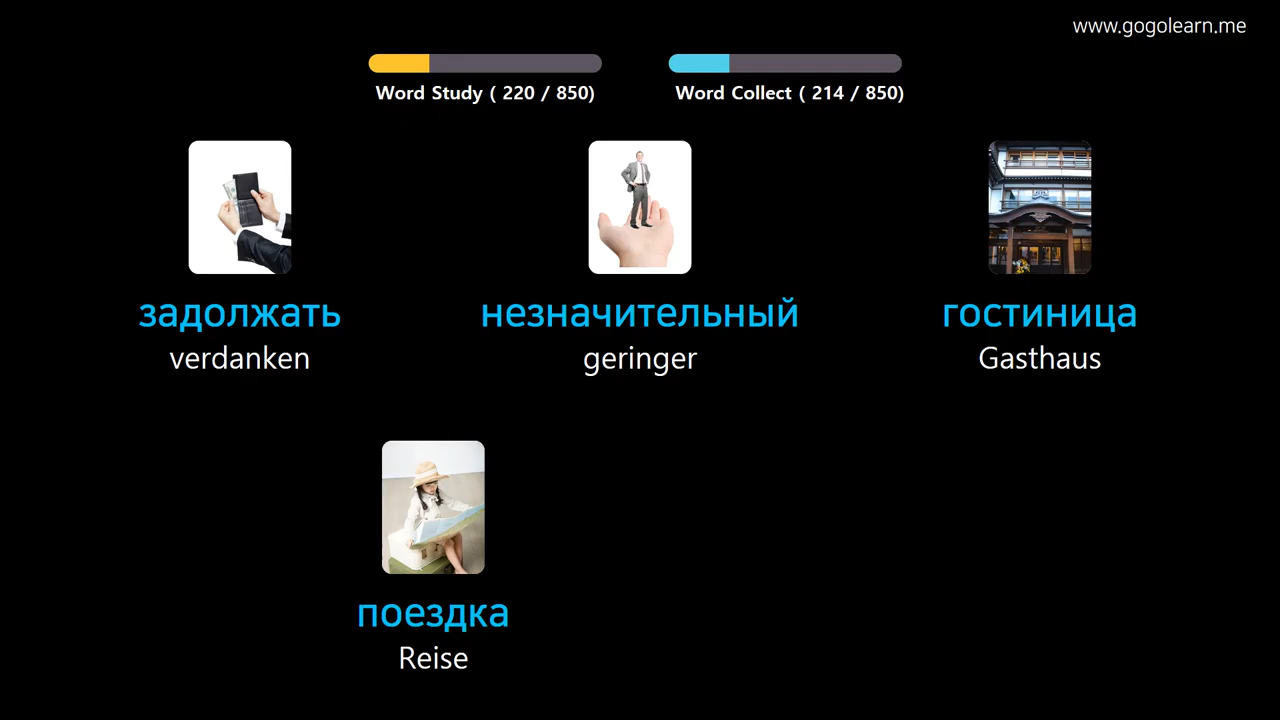 www.gogolearn.me
Word Study ( 220 / 850)
Word Collect ( 214 / 850)
задолжать
verdanken
незначительный
geringer
гостиница
Gasthaus
поездка
Reise